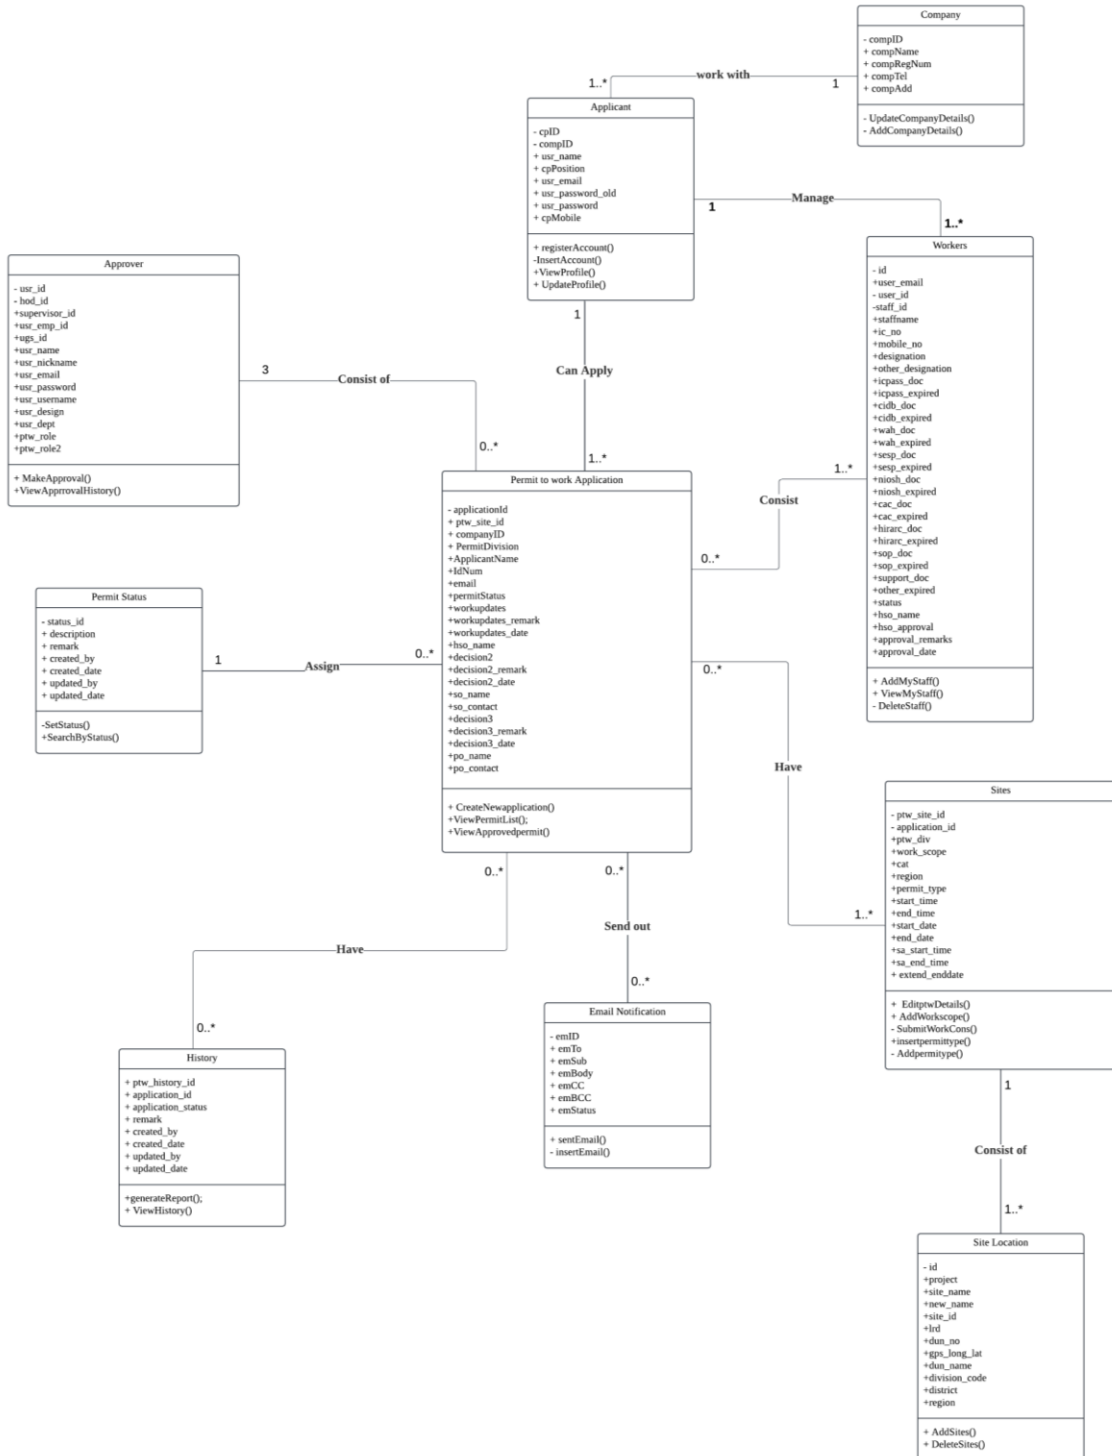 Company
- compID
+ compName
+ compRegNum
+ compTel
+ compAdd
- UpdateCompanyDetails()
- AddCompanyDetails()
work with
1..*
1
Applicant
- cpID
- compID
+ usr_name
+ cpPosition
+ usr_email
+ usr_password_old
+ usr_password
+ cpMobile
+ registerAccount()
-InsertAccount()
+ViewProfile()
+ UpdateProfile()
Manage
1
1..*
Workers
- id
+user_email
- user_id
-staff_id
+staffname
+ic_no
+mobile_no
+designation
+other_designation
+icpass_doc
+icpass_expired
+cidb_doc
+cidb_expired
+wah_doc
+wah_expired
+sesp_doc
+sesp_expired
+niosh_doc
+niosh_expired
+cac_doc
+cac_expired
+hirarc_doc
+hirarc_expired
+sop_doc
+sop_expired
+support_doc
+other_expired
+status
+hso_name
+hso_approval
+approval_remarks
+approval_date
+ AddMyStaff()
+ ViewMyStaff()
- DeleteStaff()
Approver
- usr_id
- hod_id
+supervisor_id
+usr_emp_id
+ugs_id
+usr_name
+usr_nickname
+usr_email
+usr_password
+usr_username
+usr_design
+usr_dept
+ptw_role
+ptw_role2
+ MakeApproval()
+ViewApprrovalHistory()
3
Consist of
0..*
1
Can Apply
1..*
Permit to work Application
- applicationId
+ ptw_site_id
+ companyID
+ PermitDivision
+ApplicantName
+IdNum
+email
+permitStatus
+workupdates
+workupdates_remark
+workupdates_date
+hso_name
+decision2
+decision2_remark
+decision2_date
+so_name
+so_contact
+decision3
+decision3_remark
+decision3_date
+po_name
+po_contact
+ CreateNewapplication()
+ViewPermitList();
+ViewApprovedpermit()
1..*
Consist
0..*
Permit Status
- status_id
+ description
+ remark
+ created_by
+ created_date
+ updated_by
+ updated_date
-SetStatus()
+SearchByStatus()
1
Assign
0..*
0..*
Have
1..*
Sites
- ptw_site_id
- application_id
+ptw_div
+work_scope
+cat
+region
+permit_type
+start_time
+end_time
+start_date
+end_date
+sa_start_time
+sa_end_time
+ extend_enddate
+ EditptwDetails()
+ AddWorkscope()
- SubmitWorkCons()
+insertpermittype()
- Addpermitype()
0..*
Have
0..*
History
+ ptw_history_id
+ application_id
+ application_status
+ remark
+ created_by
+ created_date
+ updated_by
+ updated_date
+generateReport();
+ ViewHistory()
0..*
Send out
0..*
Email Notification
- emID
+ emTo
+ emSub
+ emBody
+ emCC
+ emBCC
+ emStatus
+ sentEmail()
- insertEmail()
1
Consist of
1..*
Site Location
- id
+project
+site_name
+new_name
+site_id
+lrd
+dun_no
+gps_long_lat
+dun_name
+division_code
+district
+region
+ AddSites()
+ DeleteSites()